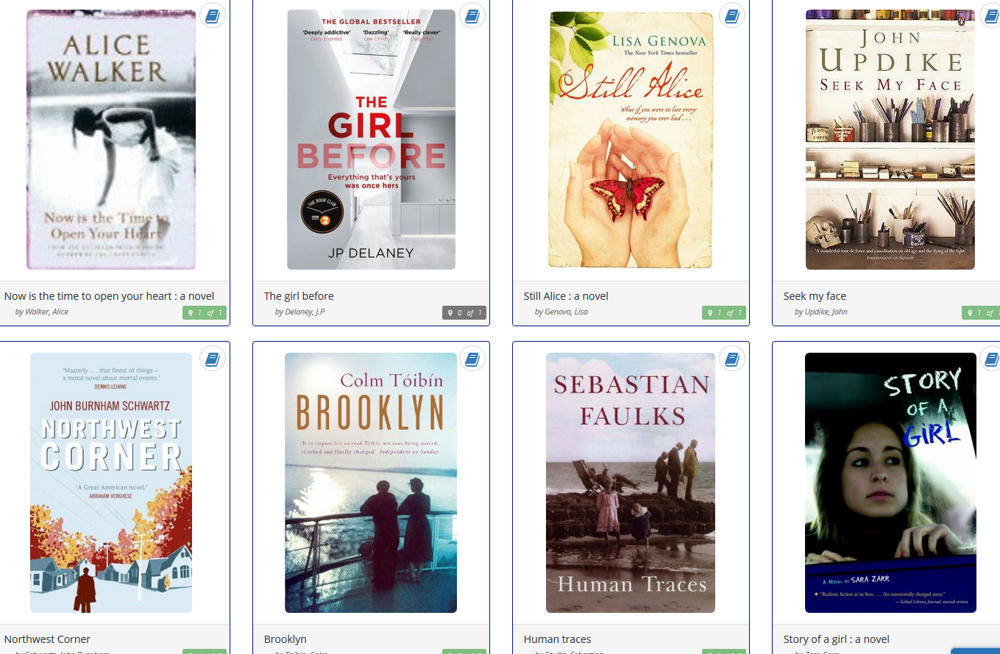 ALICE
WALKER
Now is the Time to
Open Your Heart
THE GLOBAL BESTSELLER
'Deeply addictive' 'Dazzling' 'Really clever'
Daily Express Lee Child Daily Mail
THE
GIRL
BEFORE
Everything that's yours
was once hers
THE BOOK CLUB
BBC RADIO 2
JP DELANEY
LISA GENOVA
The New York Times bestseller
Still Alice
What if you were to lose every
memory you ever had . . .
JOHN
UPDIKE
SEEK MY FACE
'A wonderful tour de force and a meditation on old age and the dying of the light'
INDEPENDENT ON SUNDAY
Now is the time to open your heart : a novel
by Walker, Alice
1 of 1
The girl before
by Delaney, J.P
0 of 1
Still Alice : a novel
by Genova, Lisa
1 of 1
Seek my face
by Updike, John
1 of
'Masterly . . . that finest of things –
a moral novel about mortal events.'
DENNIS LEHANE
JOHN BURNHAM SCHWARTZ
NORTHWEST
CORNER
'A Great American novel.'
ABRAHAM VERGHESE
Colm Tóibín
BROOKLYN
'It is impossible to read Tóibín without being moved,
touched and finally changed' Independent on Sunday
SEBASTIAN
FAULKS
Human Traces
STORY
OF A
GIRL
A NOVEL BY SARA ZARR
★ "Realistic fiction at its best. . . . An emotionally charged story."
—School Library Journal, starred review
Northwest Corner
Brooklyn
Human traces
Story of a girl : a novel